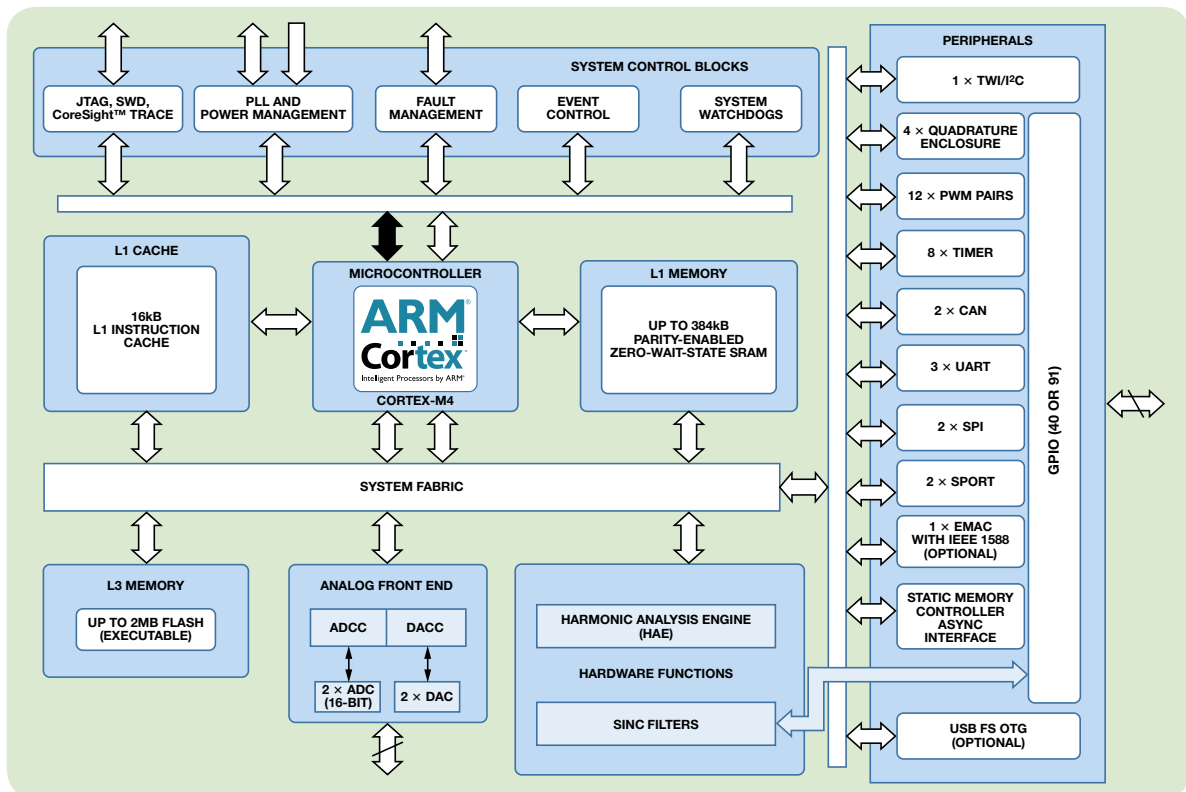 SYSTEM CONTROL BLOCKS
JTAG, SWD,
CoreSight™ TRACE
PLL AND
POWER MANAGEMENT
FAULT
MANAGEMENT
EVENT
CONTROL
SYSTEM
WATCHDOGS
L1 CACHE
16kB
L1 INSTRUCTION
CACHE
MICROCONTROLLER
ARM®
Cortex
Intelligent Processors by ARM®
CORTEX-M4
L1 MEMORY
UP TO 384kB
PARITY-ENABLED
ZERO-WAIT-STATE SRAM
SYSTEM FABRIC
L3 MEMORY
UP TO 2MB FLASH
(EXECUTABLE)
ANALOG FRONT END
ADCC
DACC
2 × ADC
(16-BIT)
2 × DAC
HARMONIC ANALYSIS ENGINE
(HAE)
HARDWARE FUNCTIONS
SINC FILTERS
PERIPHERALS
1 × TWI/I²C
4 × QUADRATURE
ENCLOSURE
12 × PWM PAIRS
8 × TIMER
2 × CAN
3 × UART
2 × SPI
2 × SPORT
1 × EMAC
WITH IEEE 1588
(OPTIONAL)
STATIC MEMORY
CONTROLLER
ASYNC
INTERFACE
USB FS OTG
(OPTIONAL)
GPIO (40 OR 91)